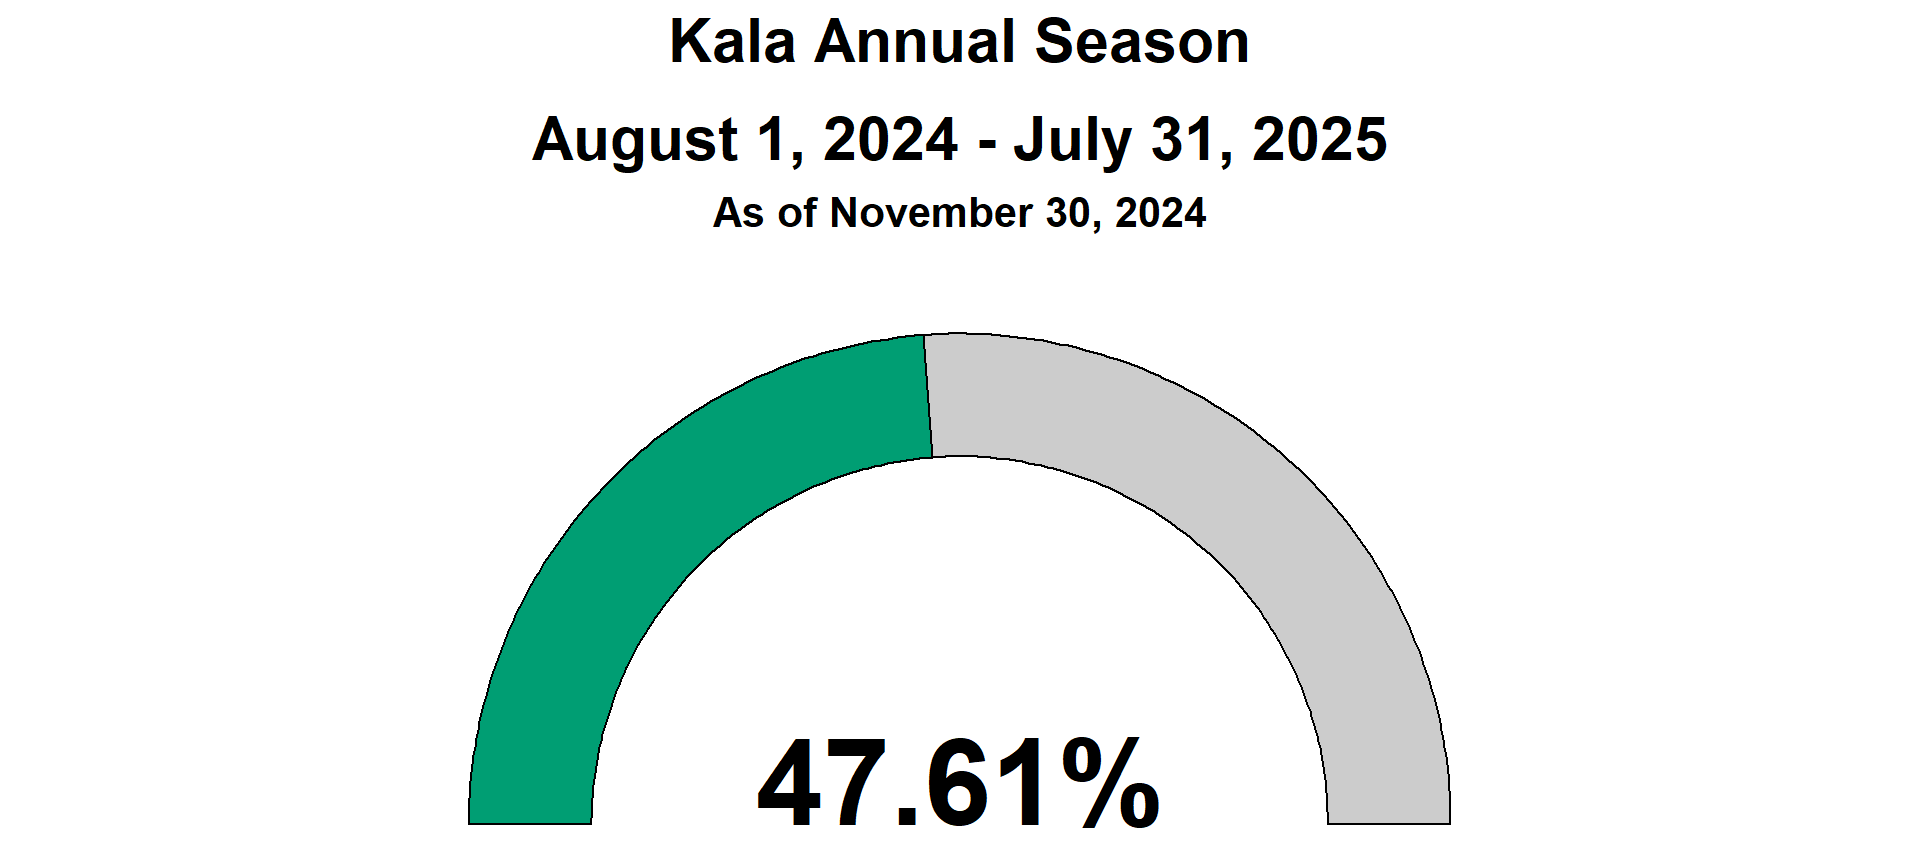 Kala Annual Season
August 1, 2024 - July 31, 2025
As of November 30, 2024
47.61%